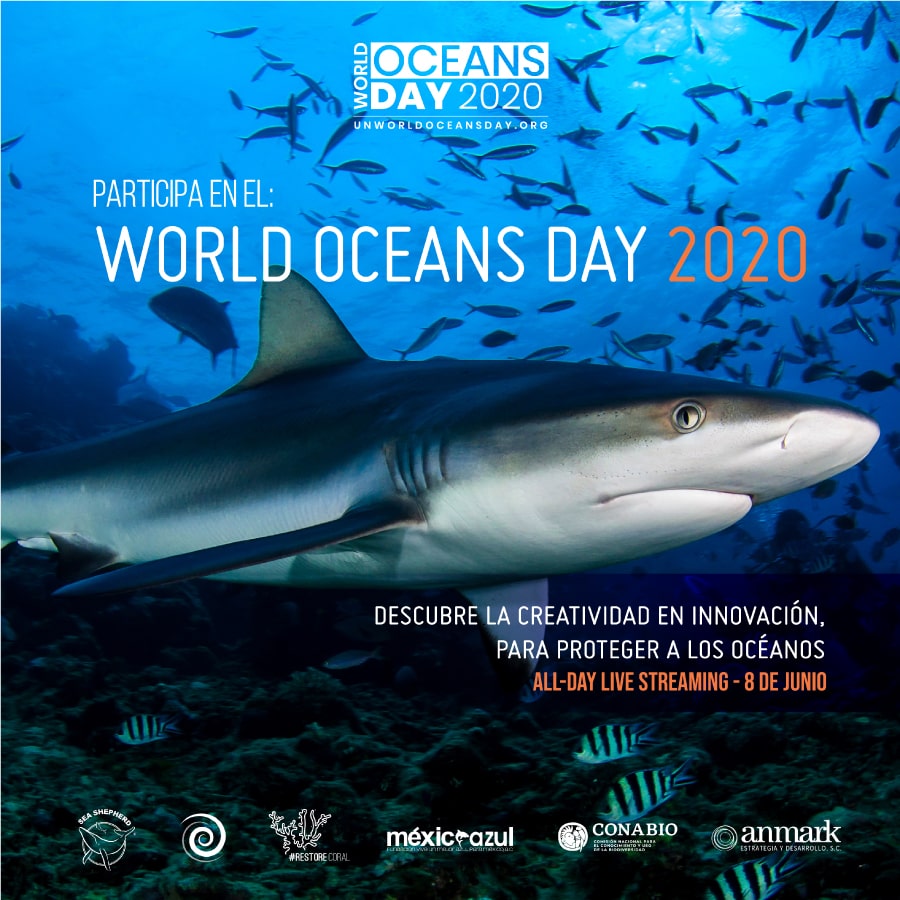 WORLD
OCEANS
DAY 2020
UNWORLDOCEANSDAY.ORG
PARTICIPA EN EL:
WORLD OCEANS DAY 2020
DESCUBRE LA CREATIVIDAD EN INNOVACIÓN,
PARA PROTEGER A LOS OCÉANOS
ALL-DAY LIVE STREAMING - 8 DE JUNIO
SEA SHEPHERD
#RESTORECORAL
méxicoazul
CONABIO
COMISIÓN NACIONAL PARA
EL CONOCIMIENTO Y USO
DE LA BIODIVERSIDAD
anmark
ESTRATEGIA Y DESARROLLO, S.C.